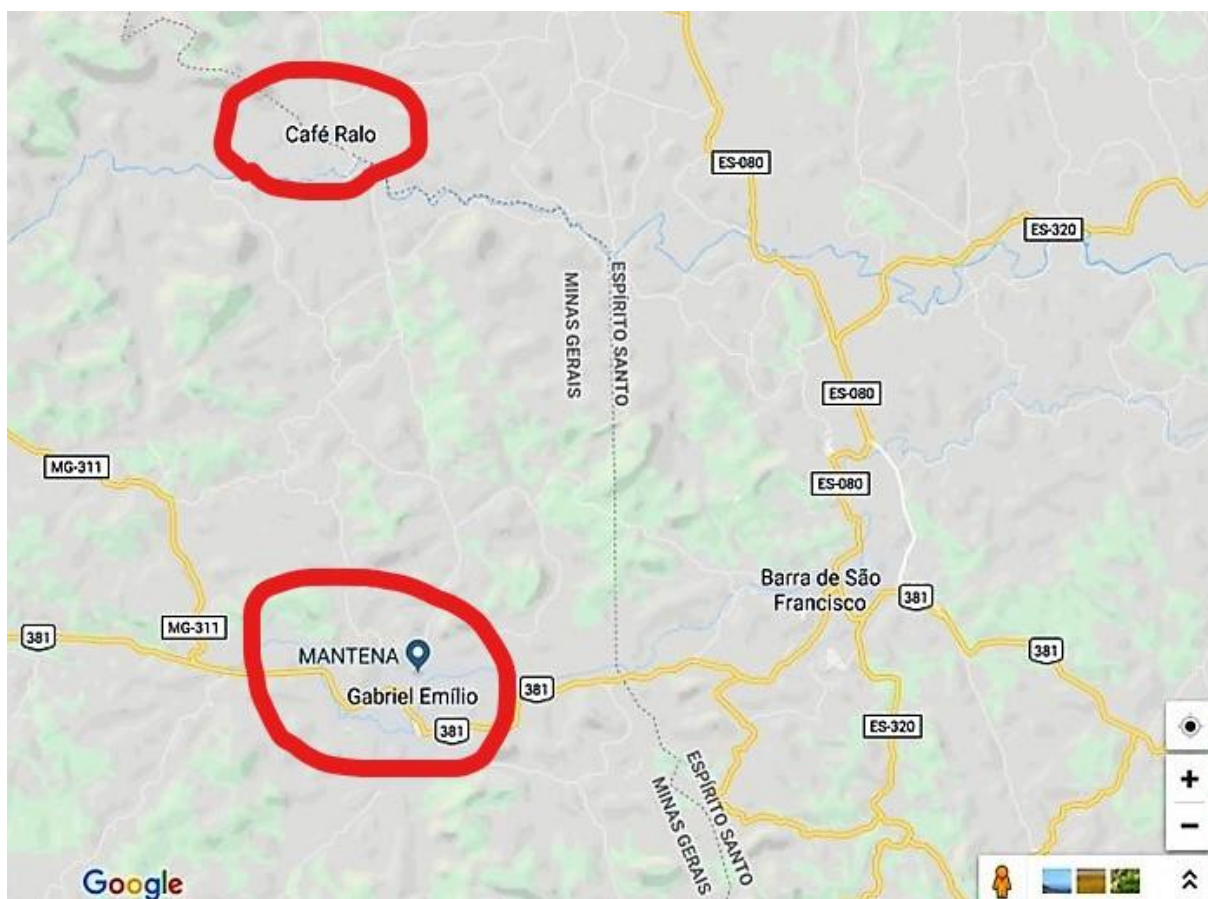 Café Ralo
ES-080
ES-320
MINAS GERAIS
ESPÍRITO SANTO
ES-080
MG-311
ES-080
Barra de São
Francisco
381
MG-311
381
381
MANTENA
Gabriel Emílio
381
381
ES-320
ESPÍRITO SANTO
MINAS GERAIS
Google